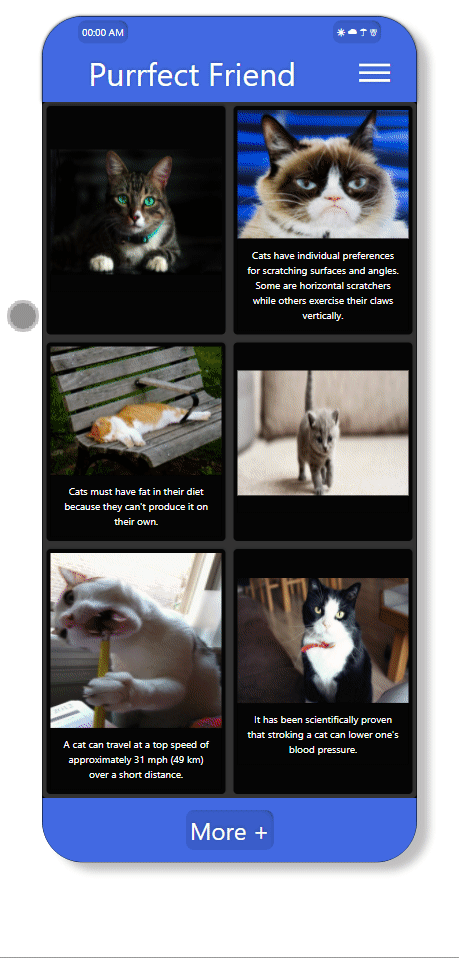 00:00 AM
Purrfect Friend
Cats have individual preferences
for scratching surfaces and angles.
Some are horizontal scratchers
while others exercise their claws
vertically.
Cats must have fat in their diet
because they can't produce it on
their own.
A cat can travel at a top speed of
approximately 31 mph (49 km)
over a short distance.
It has been scientifically proven
that stroking a cat can lower one's
blood pressure.
More +